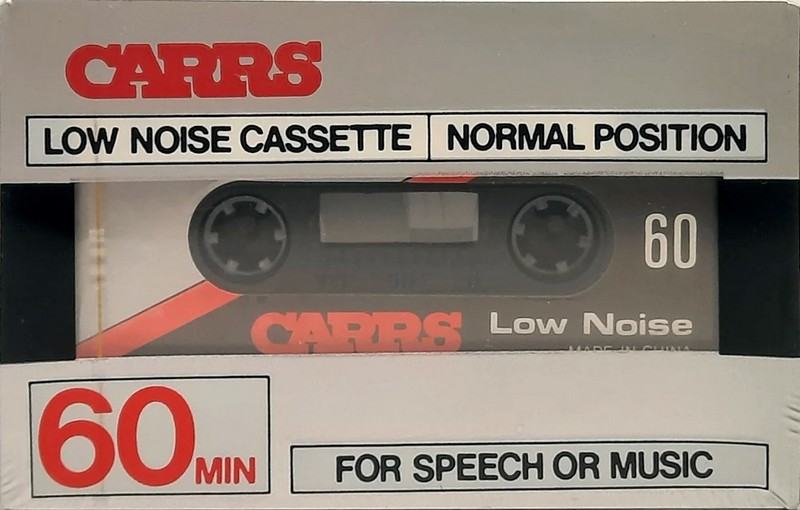 CARRS
LOW NOISE CASSETTE NORMAL POSITION
60
CARRS Low Noise
MADE IN CHINA
60 MIN
FOR SPEECH OR MUSIC